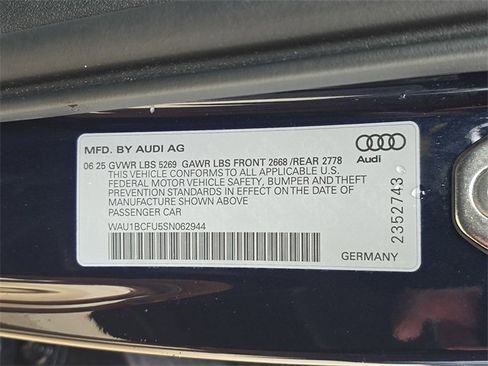 MFD. BY AUDI AG
Audi
06 25 GVWR LBS 5269 GAWR LBS FRONT 2668 /REAR 2778
THIS VEHICLE CONFORMS TO ALL APPLICABLE U.S.
FEDERAL MOTOR VEHICLE SAFETY, BUMPER AND THEFT
PREVENTION STANDARDS IN EFFECT ON THE DATE OF
MANUFACTURE SHOWN ABOVE
PASSENGER CAR
WAU1BCFU5SN062944
GERMANY
2352743